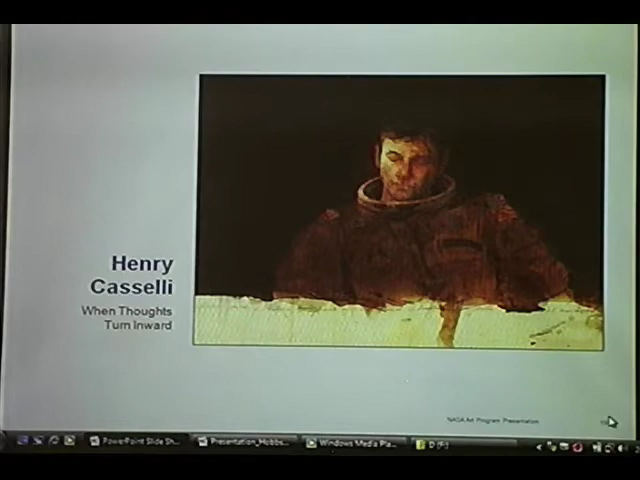 Henry
Casselli
When Thoughts
Turn Inward
NASA Art Program Presentation
PowerPoint Slide Sh...
Presentation_Hobbs...
Windows Media Pla...
D (F:)